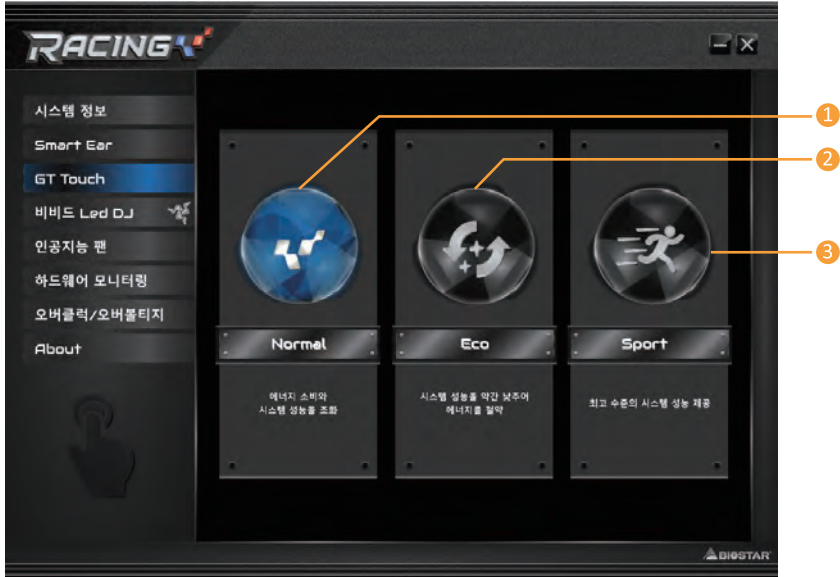 RACING
시스템 정보
Smart Ear
GT Touch
비비드 Led DJ
인공지능 팬
하드웨어 모니터링
오버클럭/오버볼티지
About
1
2
3
Normal
에너지 소비와
시스템 성능을 조화
Eco
시스템 성능을 약간 낮추어
에너지를 절약
Sport
최고 수준의 시스템 성능 제공
BIOSTAR